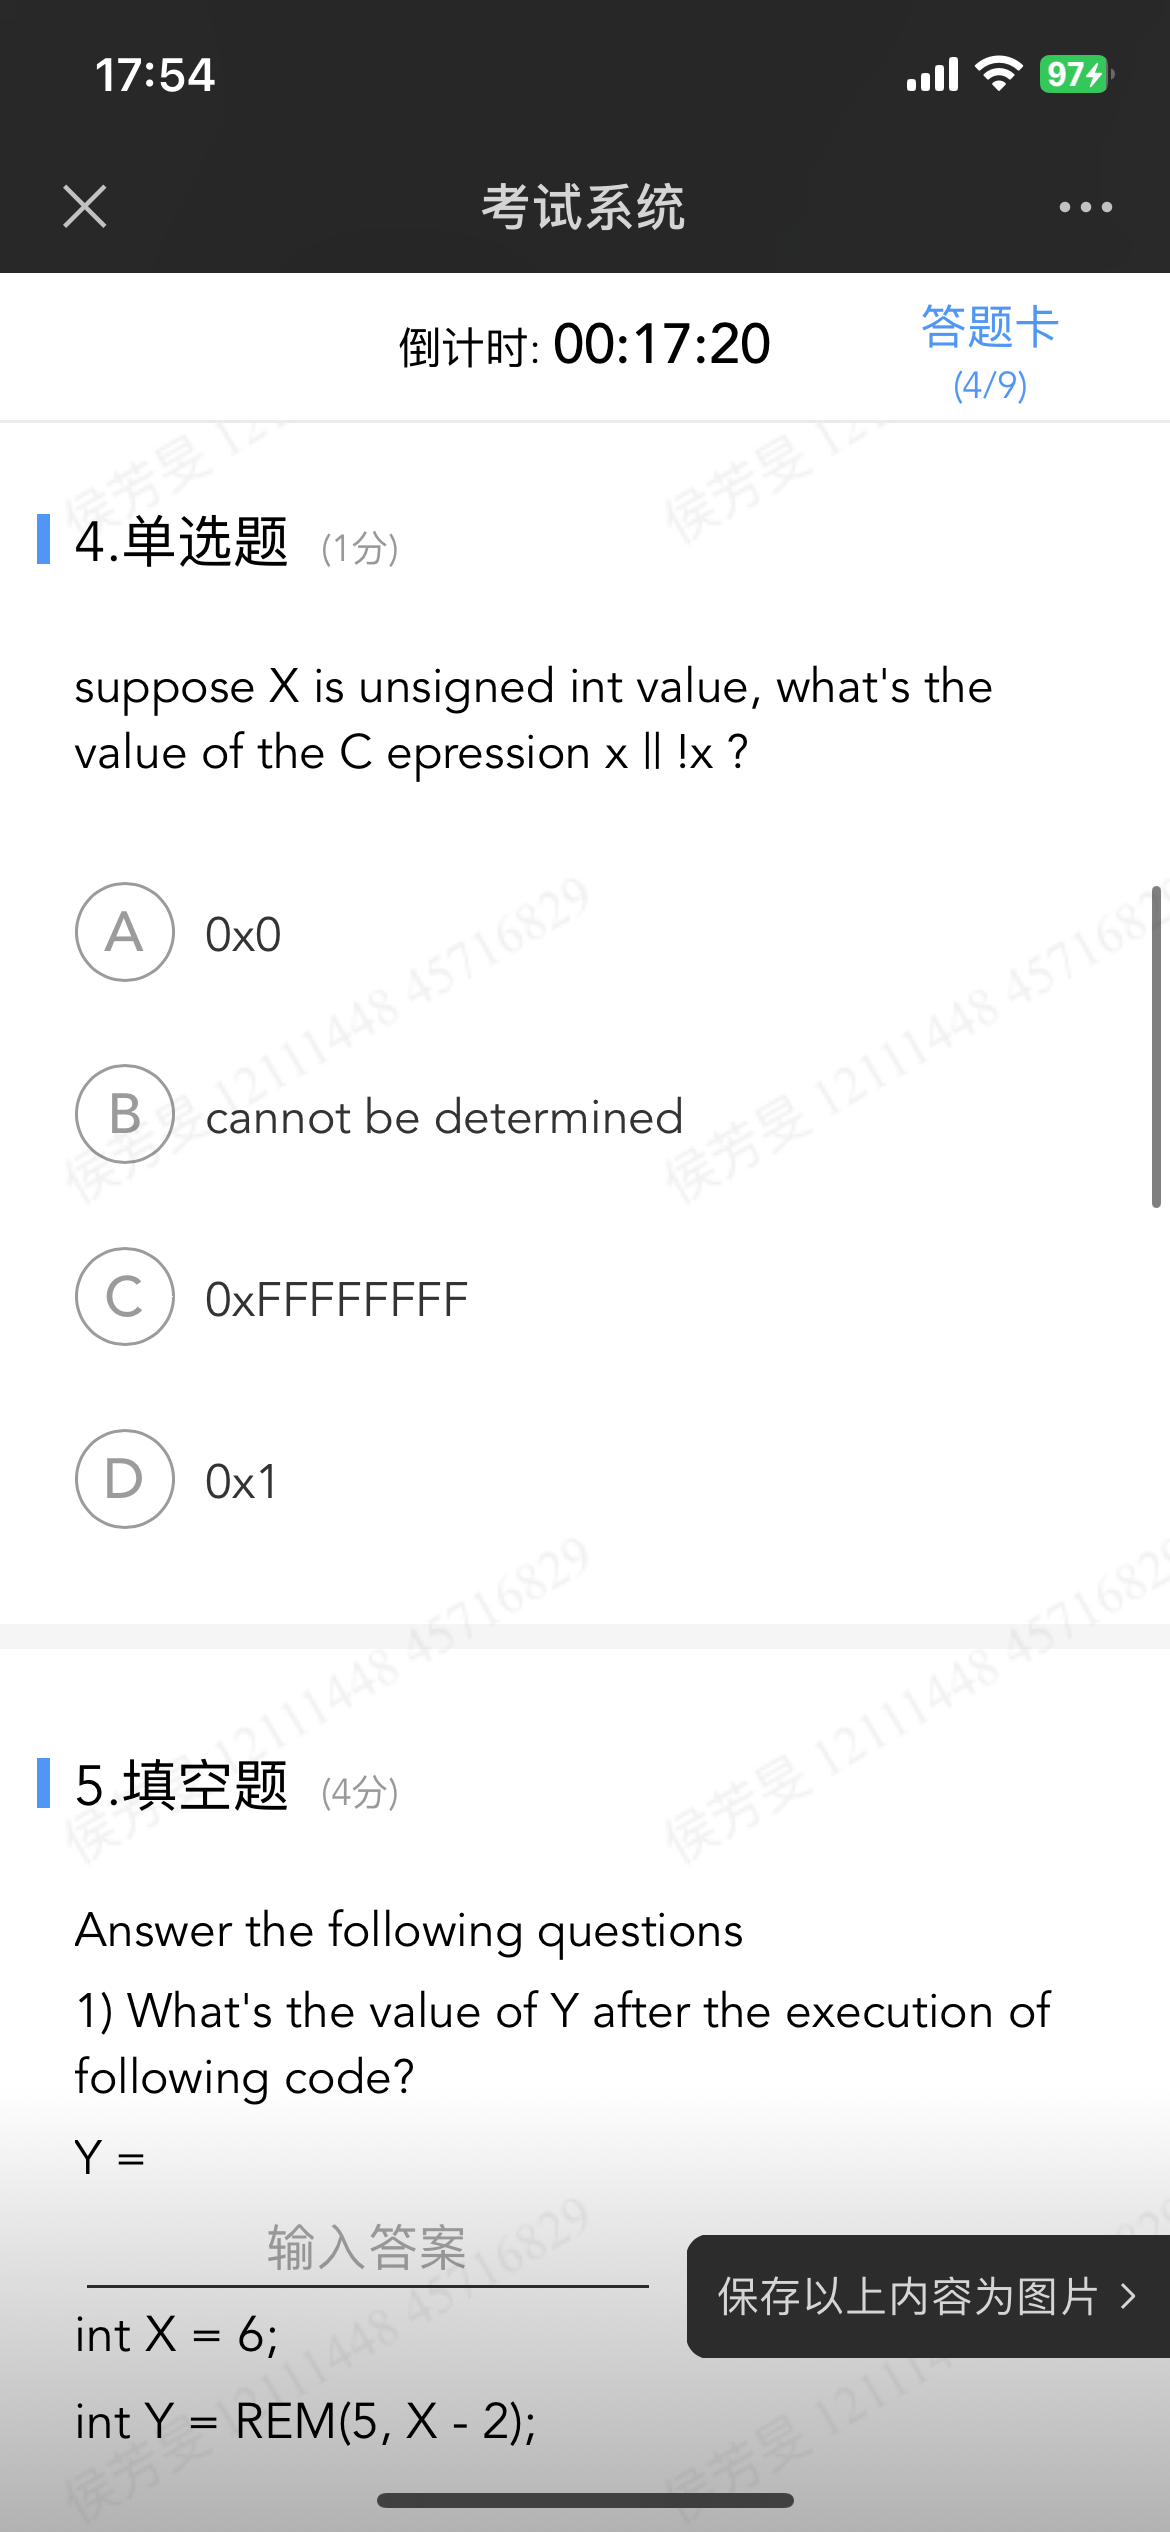 17:54
97
考试系统
倒计时: 00:17:20
答题卡
(4/9)
4.单选题 (1分)
suppose X is unsigned int value, what's the
value of the C epression x || !x ?
A 0x0
B cannot be determined
C 0xFFFFFFFF
D 0x1
5.填空题 (4分)
Answer the following questions
1) What's the value of Y after the execution of
following code?
Y =
输入答案
保存以上内容为图片 >
int X = 6;
int Y = REM(5, X - 2);
侯芳旻 12111448 45716829